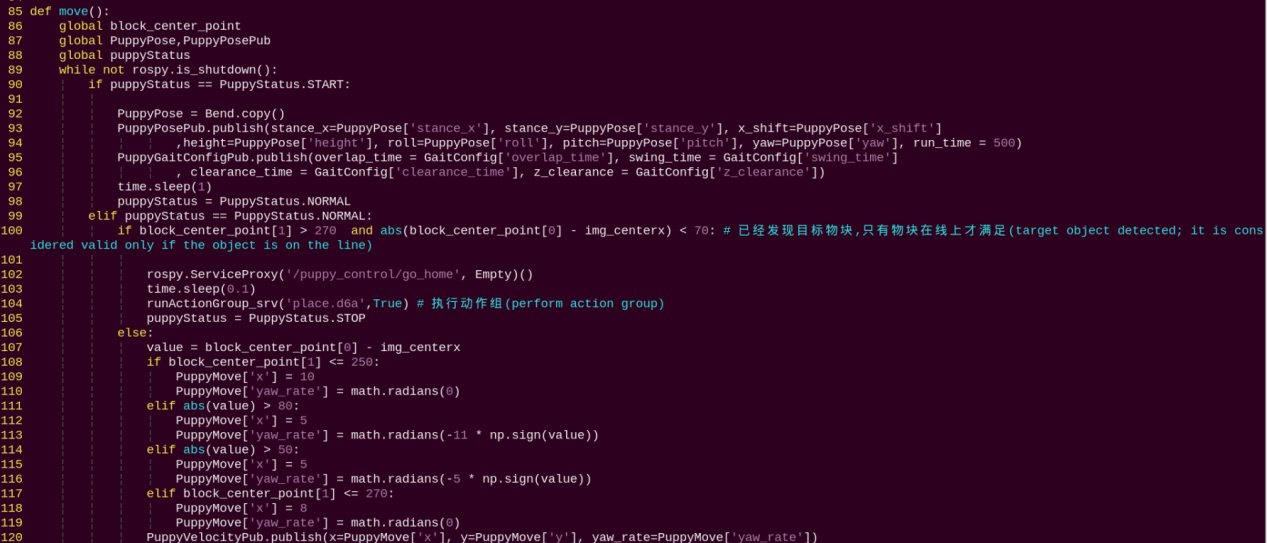 85 def move():
86     global block_center_point
87     global PuppyPose,PuppyPosePub
88     global puppyStatus
89     while not rospy.is_shutdown():
90         if puppyStatus == PuppyStatus.START:
91
92             PuppyPose = Bend.copy()
93             PuppyPosePub.publish(stance_x=PuppyPose['stance_x'], stance_y=PuppyPose['stance_y'], x_shift=PuppyPose['x_shift']
94                     ,height=PuppyPose['height'], roll=PuppyPose['roll'], pitch=PuppyPose['pitch'], yaw=PuppyPose['yaw'], run_time = 500)
95             PuppyGaitConfigPub.publish(overlap_time = GaitConfig['overlap_time'], swing_time = GaitConfig['swing_time']
96                     , clearance_time = GaitConfig['clearance_time'], z_clearance = GaitConfig['z_clearance'])
97             time.sleep(1)
98             puppyStatus = PuppyStatus.NORMAL
99         elif puppyStatus == PuppyStatus.NORMAL:
100             if block_center_point[1] > 270  and abs(block_center_point[0] - img_centerx) < 70: # 已经发现目标物块,只有物块在线上才满足(target object detected; it is cons
idered valid only if the object is on the line)
101
102                 rospy.ServiceProxy('/puppy_control/go_home', Empty)()
103                 time.sleep(0.1)
104                 runActionGroup_srv('place.d6a',True) # 执行动作组(perform action group)
105                 puppyStatus = PuppyStatus.STOP
106             else:
107                 value = block_center_point[0] - img_centerx
108                 if block_center_point[1] <= 250:
109                     PuppyMove['x'] = 10
110                     PuppyMove['yaw_rate'] = math.radians(0)
111                 elif abs(value) > 80:
112                     PuppyMove['x'] = 5
113                     PuppyMove['yaw_rate'] = math.radians(-11 * np.sign(value))
114                 elif abs(value) > 50:
115                     PuppyMove['x'] = 5
116                     PuppyMove['yaw_rate'] = math.radians(-5 * np.sign(value))
117                 elif block_center_point[1] <= 270:
118                     PuppyMove['x'] = 8
119                     PuppyMove['yaw_rate'] = math.radians(0)
120                 PuppyVelocityPub.publish(x=PuppyMove['x'], y=PuppyMove['y'], yaw_rate=PuppyMove['yaw_rate'])